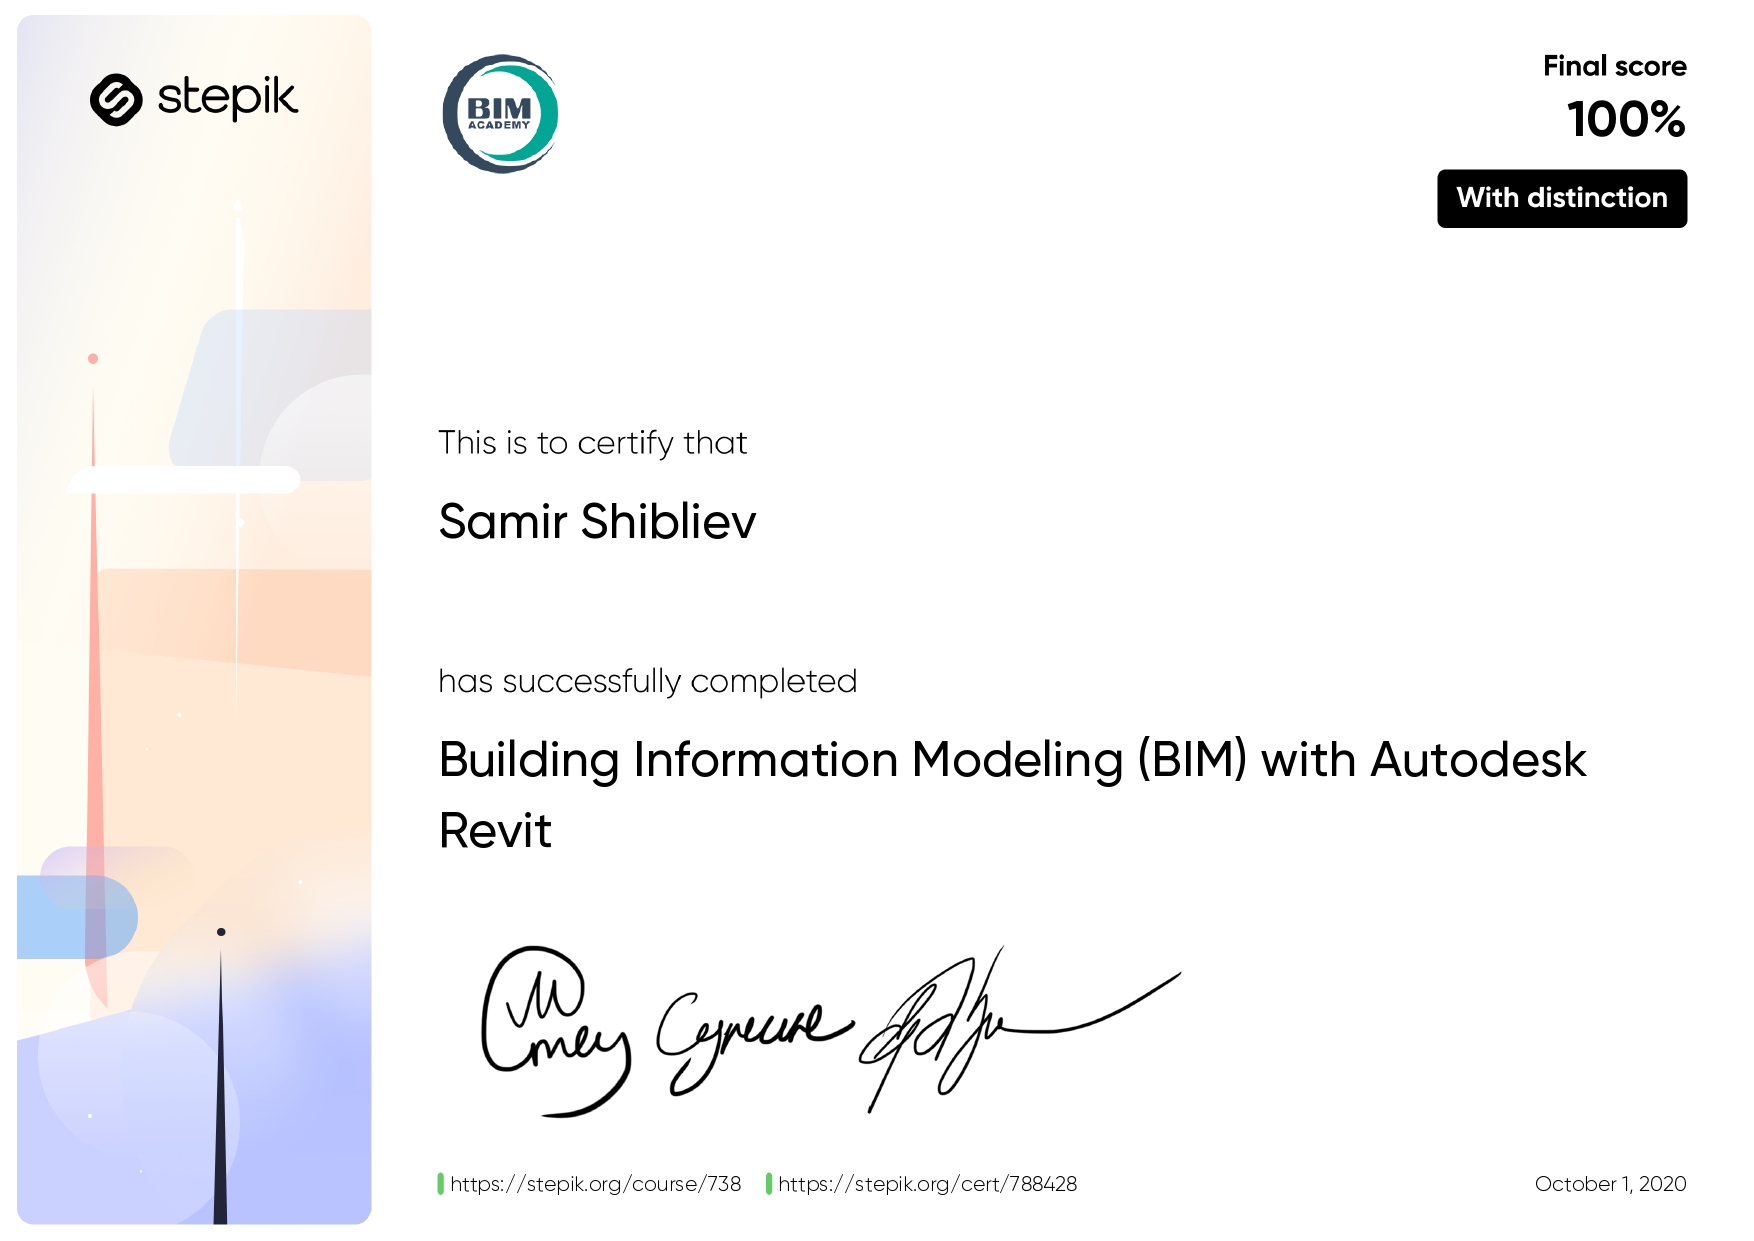 stepik
BIM
ACADEMY
Final score
100%
With distinction
This is to certify that
Samir Shibliev
has successfully completed
Building Information Modeling (BIM) with Autodesk
Revit
https://stepik.org/course/738
https://stepik.org/cert/788428
October 1, 2020